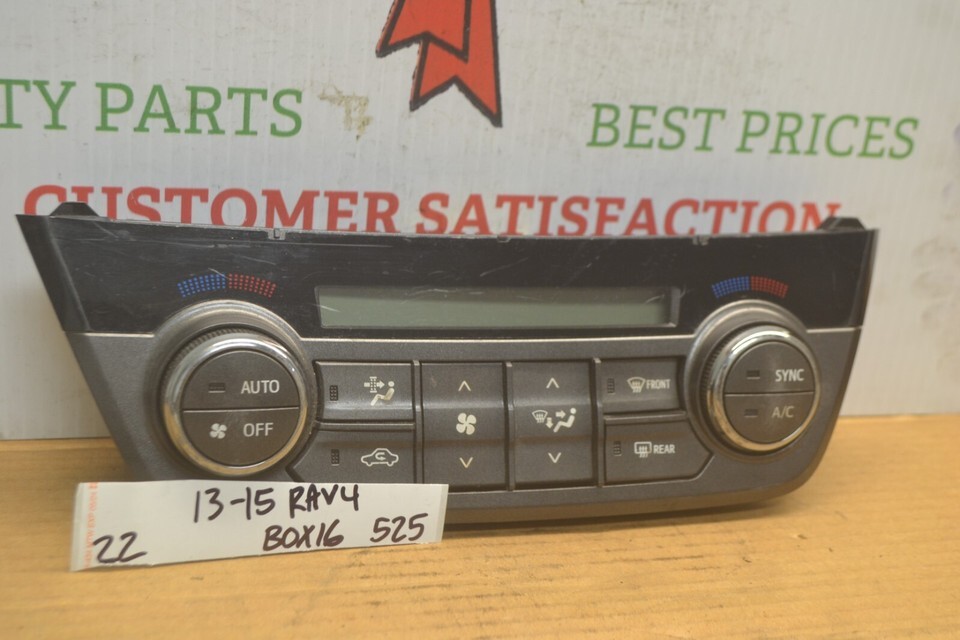 TY PARTS
BEST PRICES
CUSTOMER SATISFACTION
AUTO
OFF
FRONT
REAR
SYNC
A/C
13-15 RAV4
22 BOX16 525